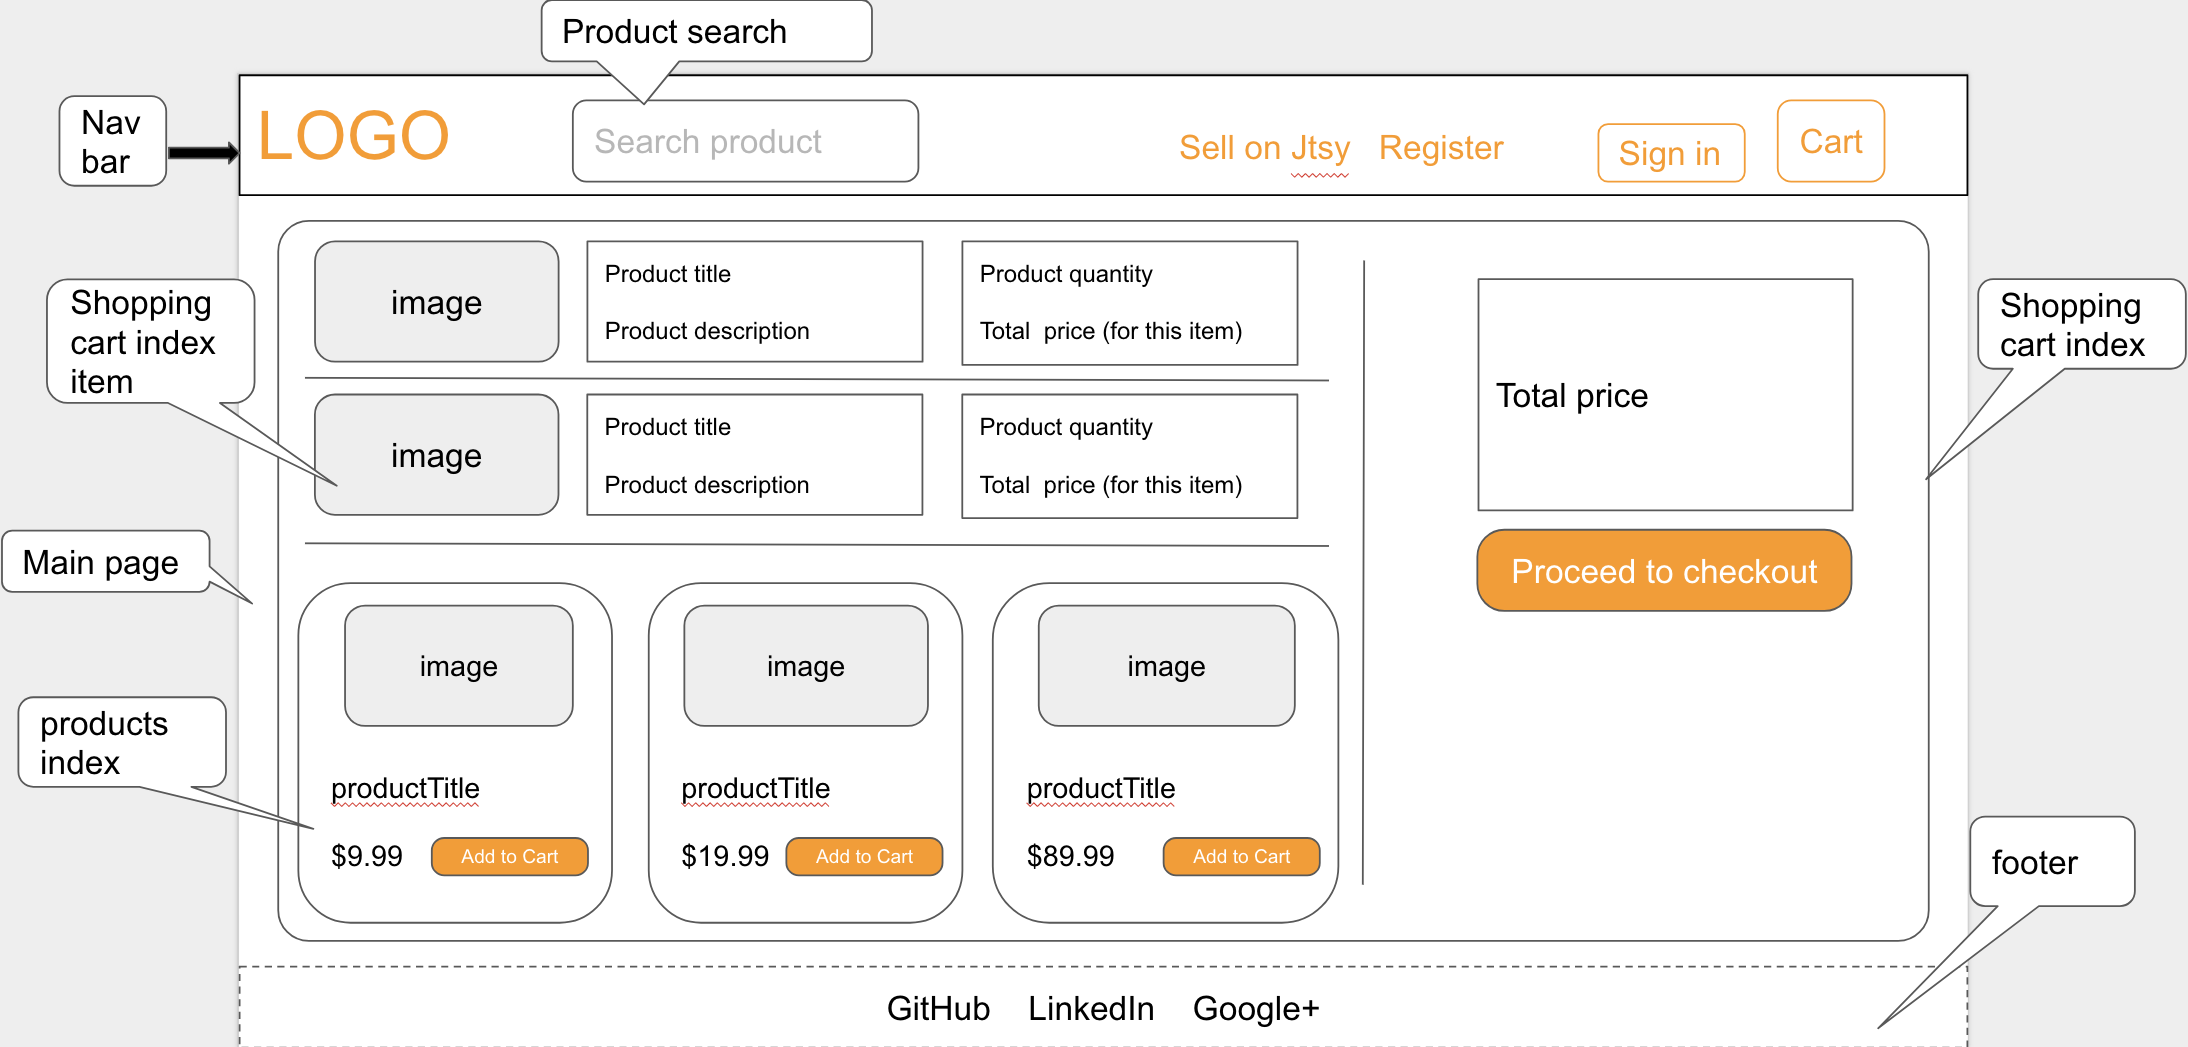 Product search
Nav
bar
LOGO
Search product
Sell on Jtsy
Register
Sign in
Cart
Shopping
cart index
item
image
Product title
Product description
Product quantity
Total  price (for this item)
image
Product title
Product description
Product quantity
Total  price (for this item)
Total price
Proceed to checkout
Shopping
cart index
Main page
products
index
image
productTitle
$9.99
Add to Cart
image
productTitle
$19.99
Add to Cart
image
productTitle
$89.99
Add to Cart
footer
GitHub
LinkedIn
Google+